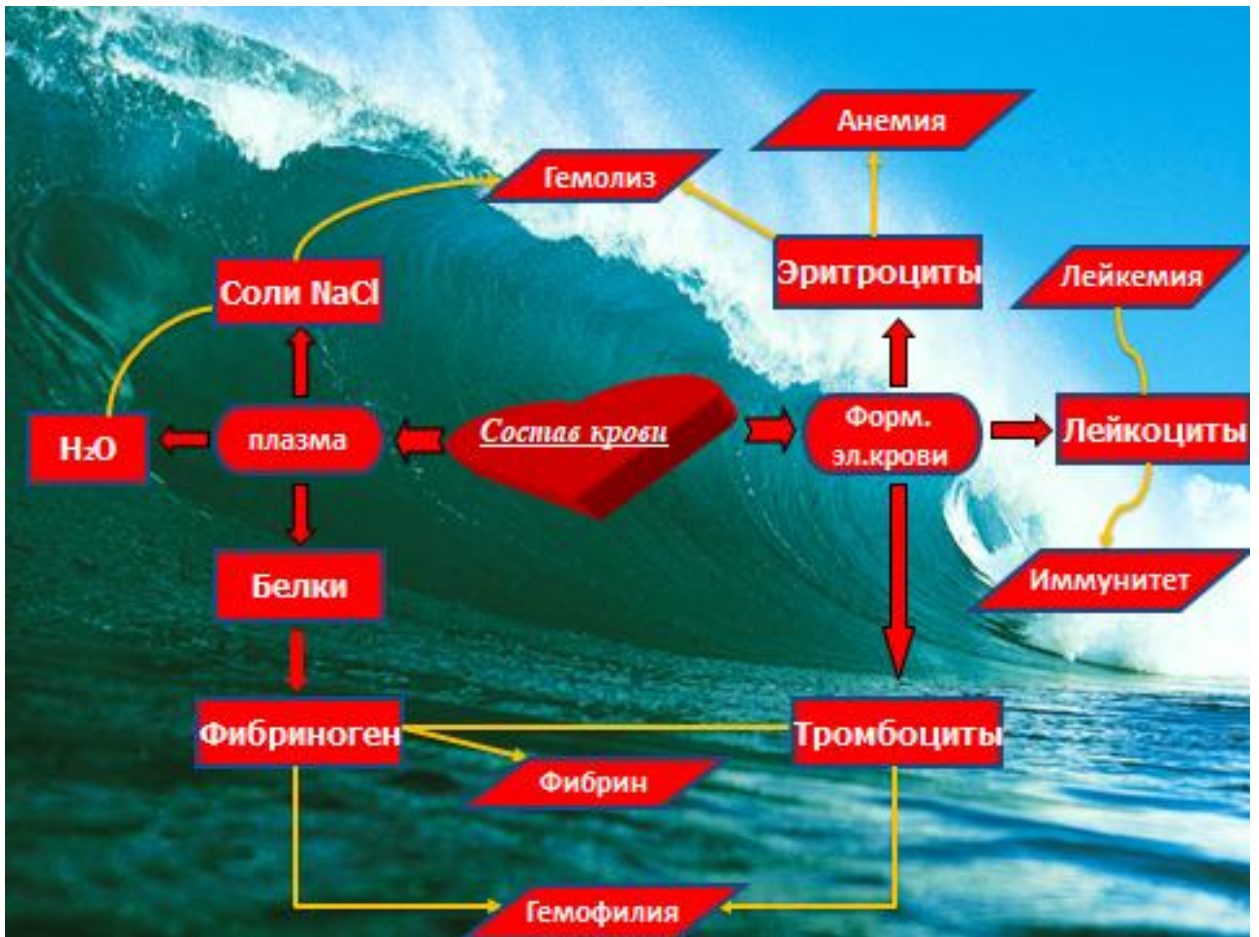 Анемия
Гемолиз
Эритроциты
Лейкемия
Соли NaCl
Состав крови
Форм.
эл.крови
Лейкоциты
плазма
H₂O
Белки
Иммунитет
Фибриноген
Тромбоциты
Фибрин
Гемофилия